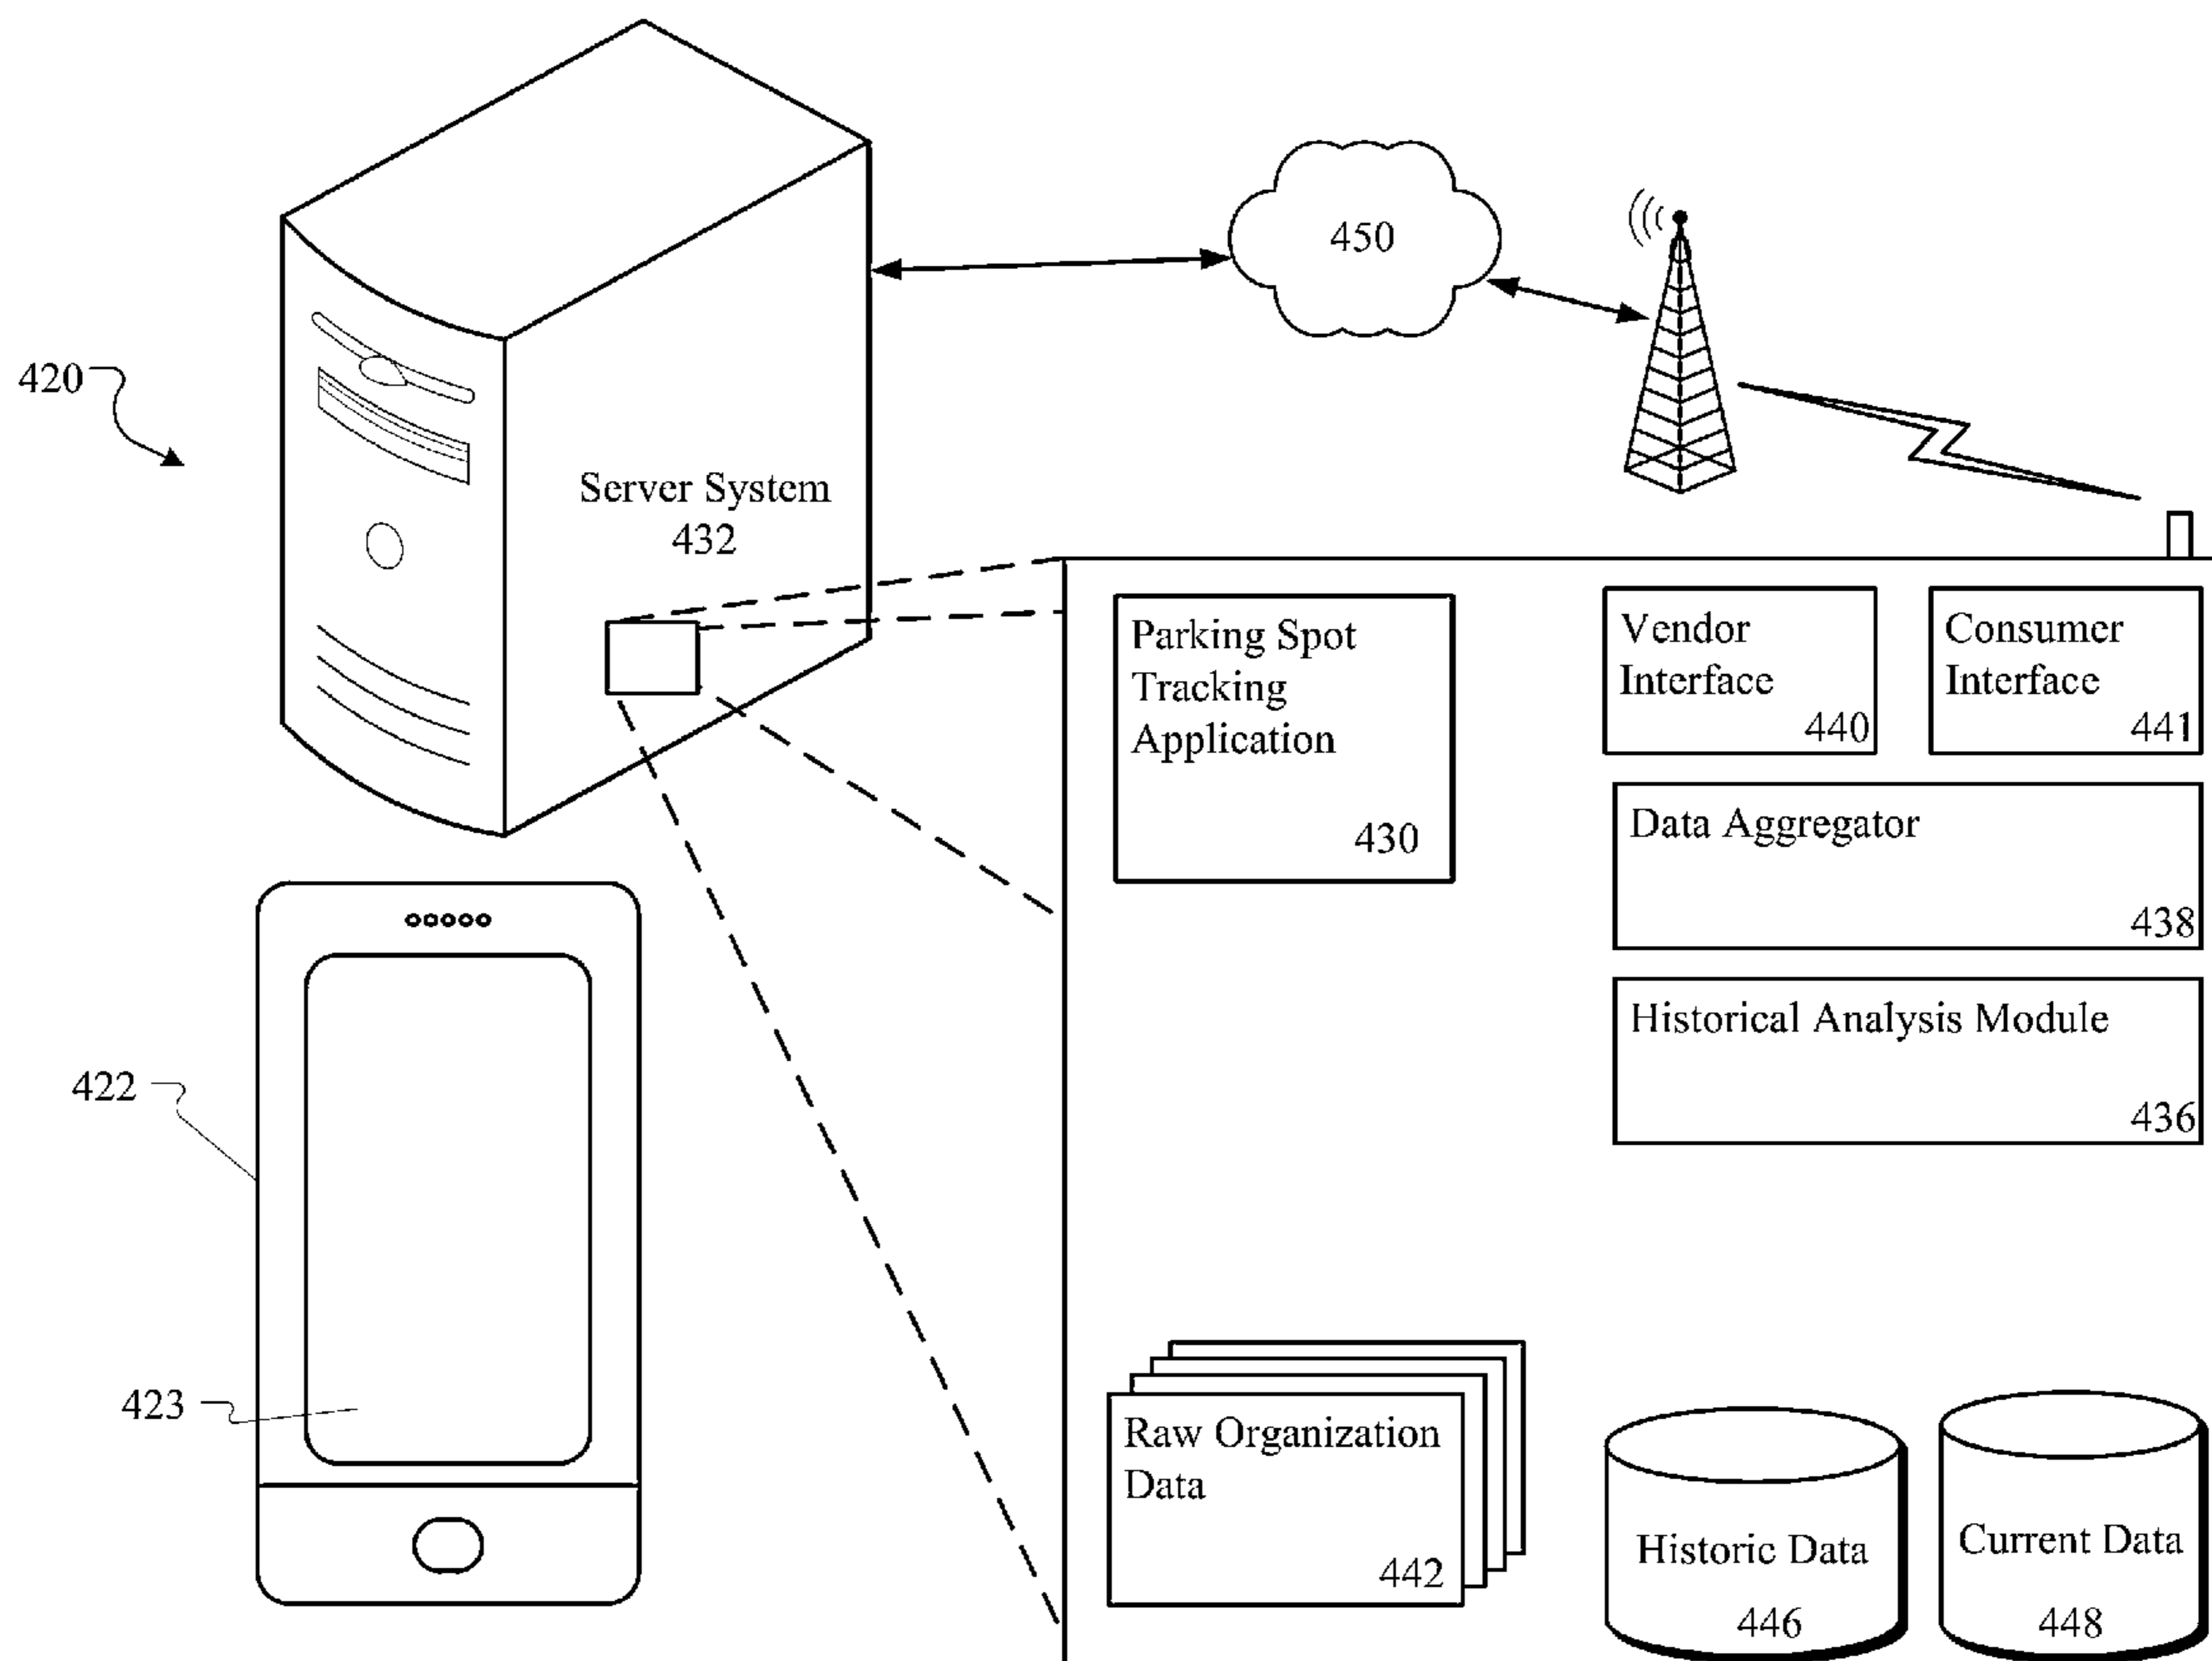 450
420
Server System
432
Parking Spot
Tracking
Application
430
Vendor
Interface
440
Consumer
Interface
441
Data Aggregator
438
Historical Analysis Module
436
422
423
Raw Organization
Data
442
Historic Data
446
Current Data
448